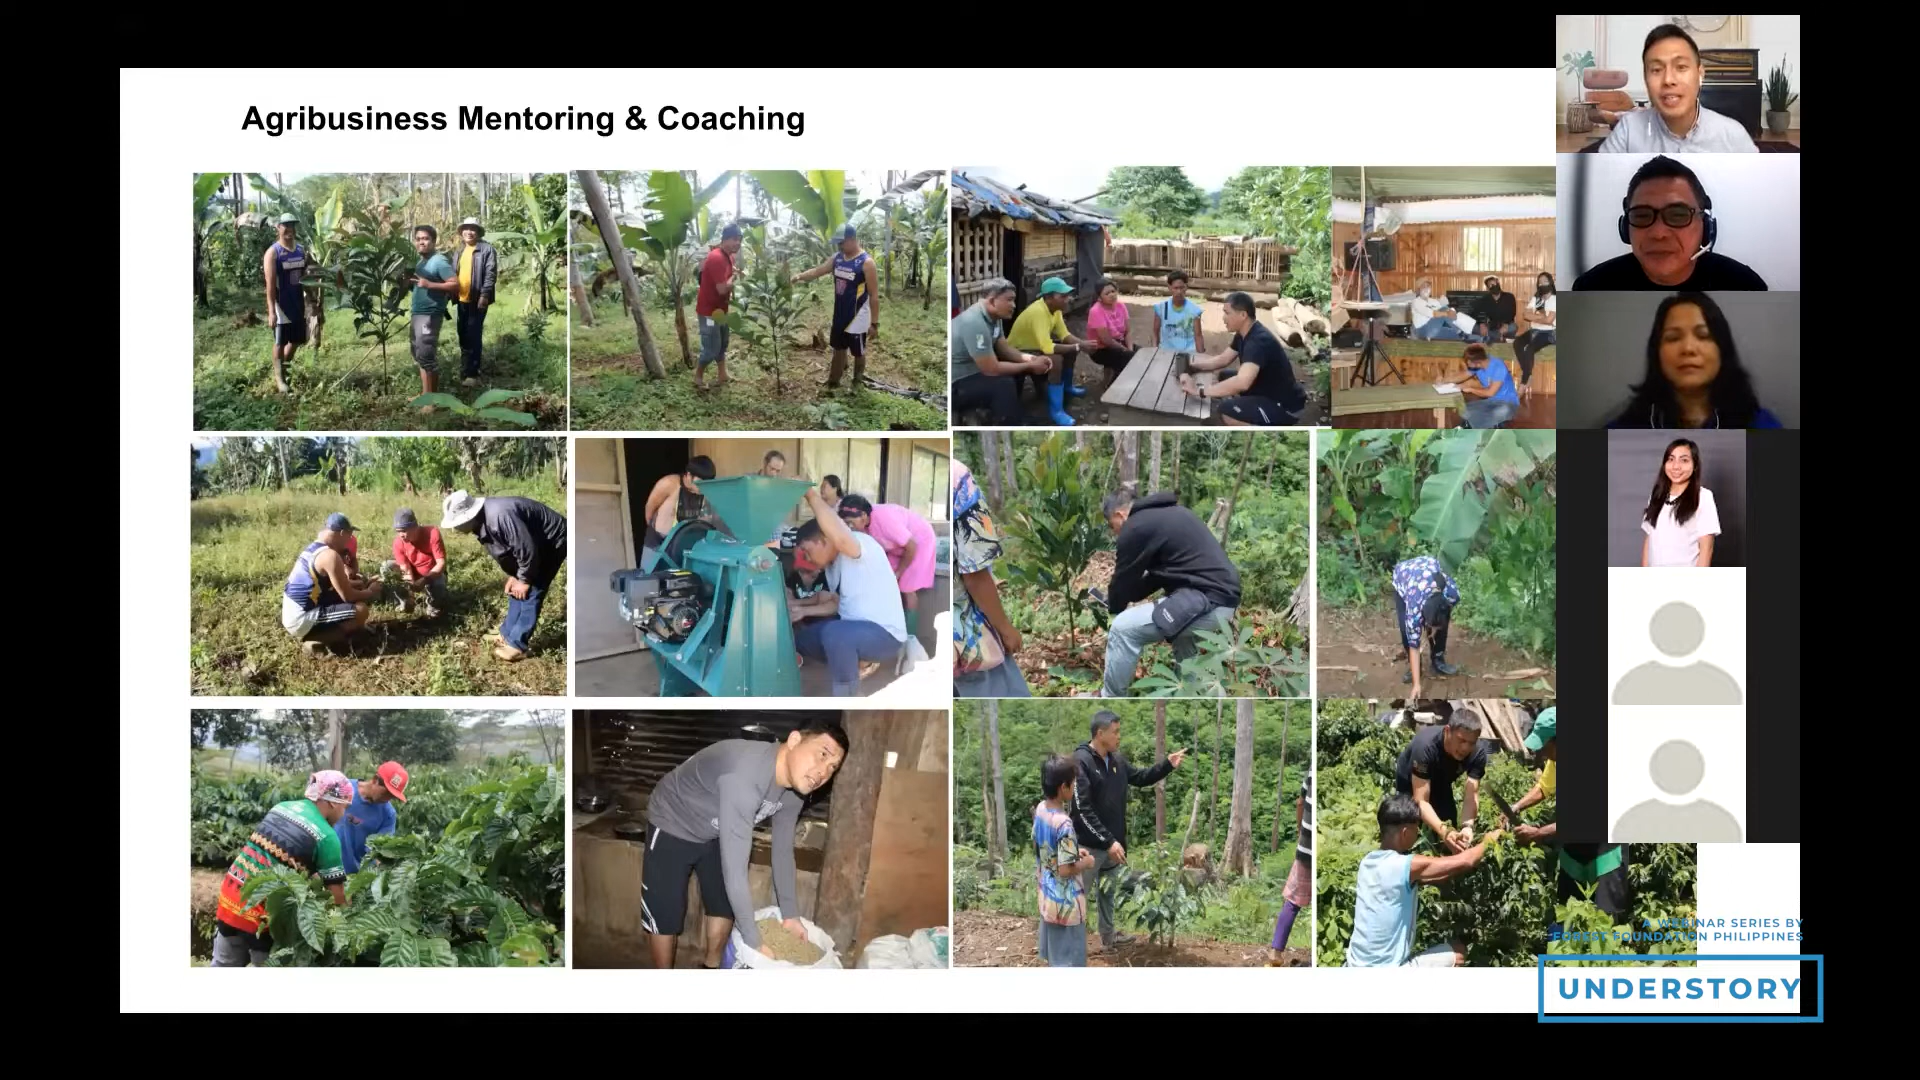 Agribusiness Mentoring & Coaching
A WEBINAR SERIES BY
FOREST FOUNDATION PHILIPPINES
UNDERSTORY